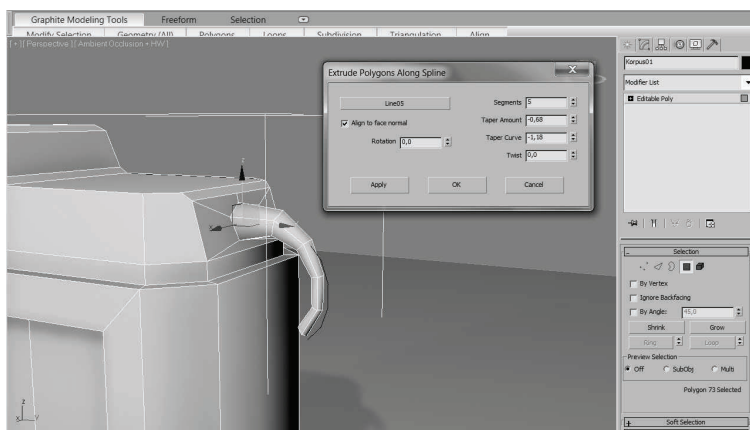 Graphite Modeling Tools Freeform Selection
Modify Selection Geometry (All) Polygons Loops Subdivision Triangulation Align
[ + ][ Perspective ][ Ambient Occlusion + HW ]
Extrude Polygons Along Spline
Line05
Segments 5
Align to face normal
Taper Amount -0,68
Rotation 0,0
Taper Curve -1,18
Twist 0,0
Apply OK Cancel
Korpus01
Modifier List
Editable Poly
Selection
By Vertex
Ignore Backfacing
By Angle: 45,0
Shrink Grow
Ring Loop
Preview Selection
Off SubObj Multi
Polygon 73 Selected
Soft Selection
z
x
z
x y